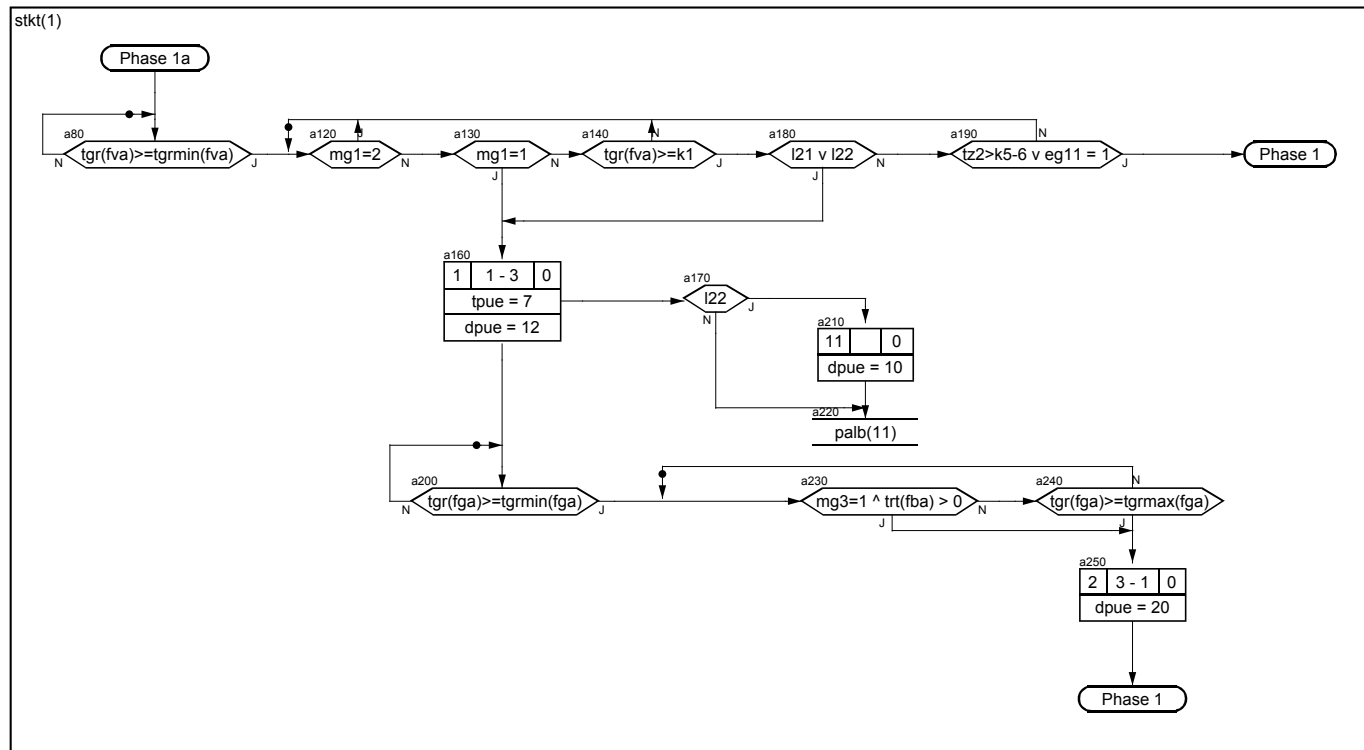 stkt(1)
Phase 1a
a80
tgr(fva)>=tgrmin(fva)
N
J
a120
mg1=2
J
N
a130
mg1=1
N
J
a140
tgr(fva)>=k1
N
J
a180
l21 v l22
N
J
a190
tz2>k5-6 v eg11 = 1
N
J
Phase 1
a160
1 1 - 3 0
tpue = 7
dpue = 12
a170
l22
N
J
a210
11 0
dpue = 10
a220
palb(11)
a200
tgr(fga)>=tgrmin(fga)
N
J
a230
mg3=1 ^ trt(fba) > 0
J
N
a240
tgr(fga)>=tgrmax(fga)
N
J
a250
2 3 - 1 0
dpue = 20
Phase 1